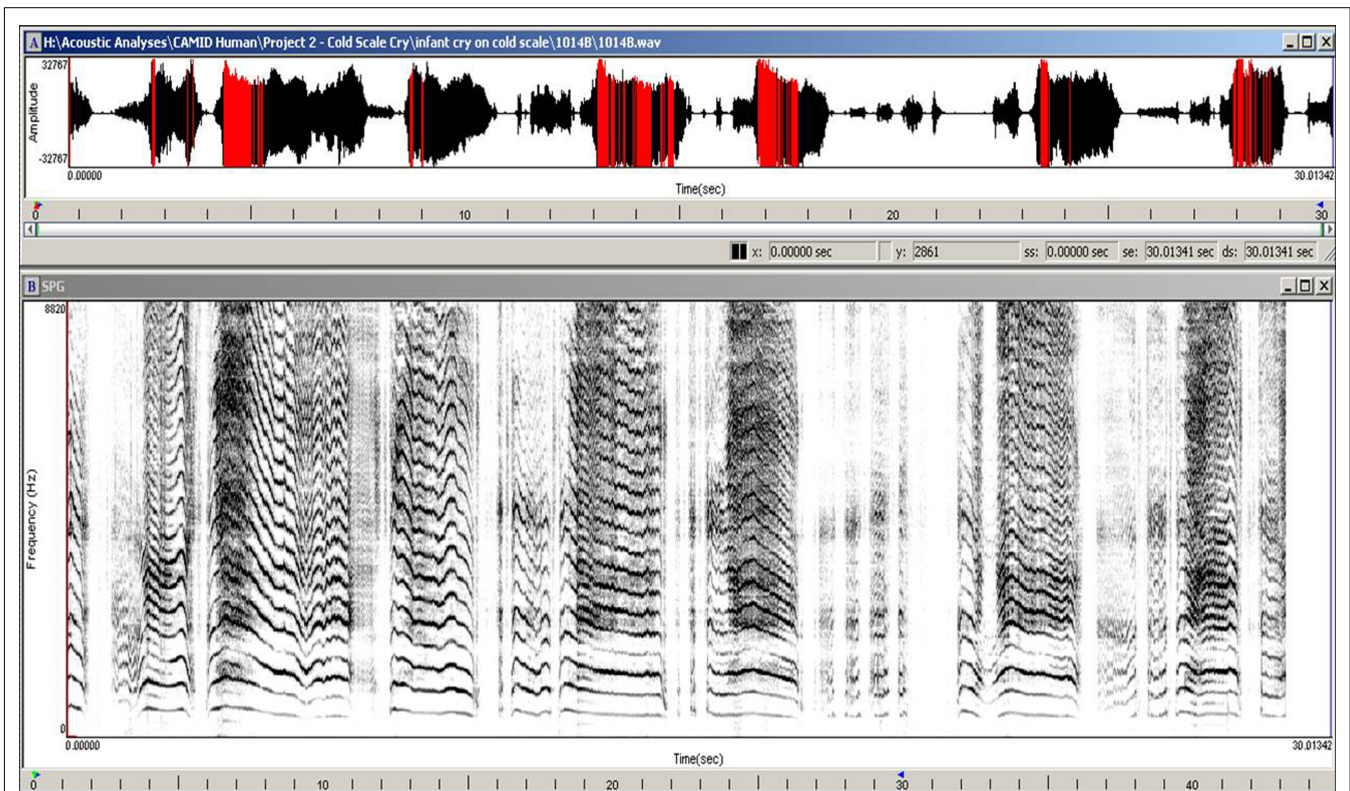 A H:\Acoustic Analyses\CAMID Human\Project 2 - Cold Scale Cry\infant cry on cold scale\1014B\1014B.wav
32767
Amplitude
-32767
0.00000 30.01342
Time(sec)
0 10 20 30
x: 0.00000 sec y: 2861 ss: 0.00000 sec se: 30.01341 sec ds: 30.01341 sec
B SPG
8820
Frequency (Hz)
0
0.00000 30.01342
Time(sec)
0 10 20 30 40